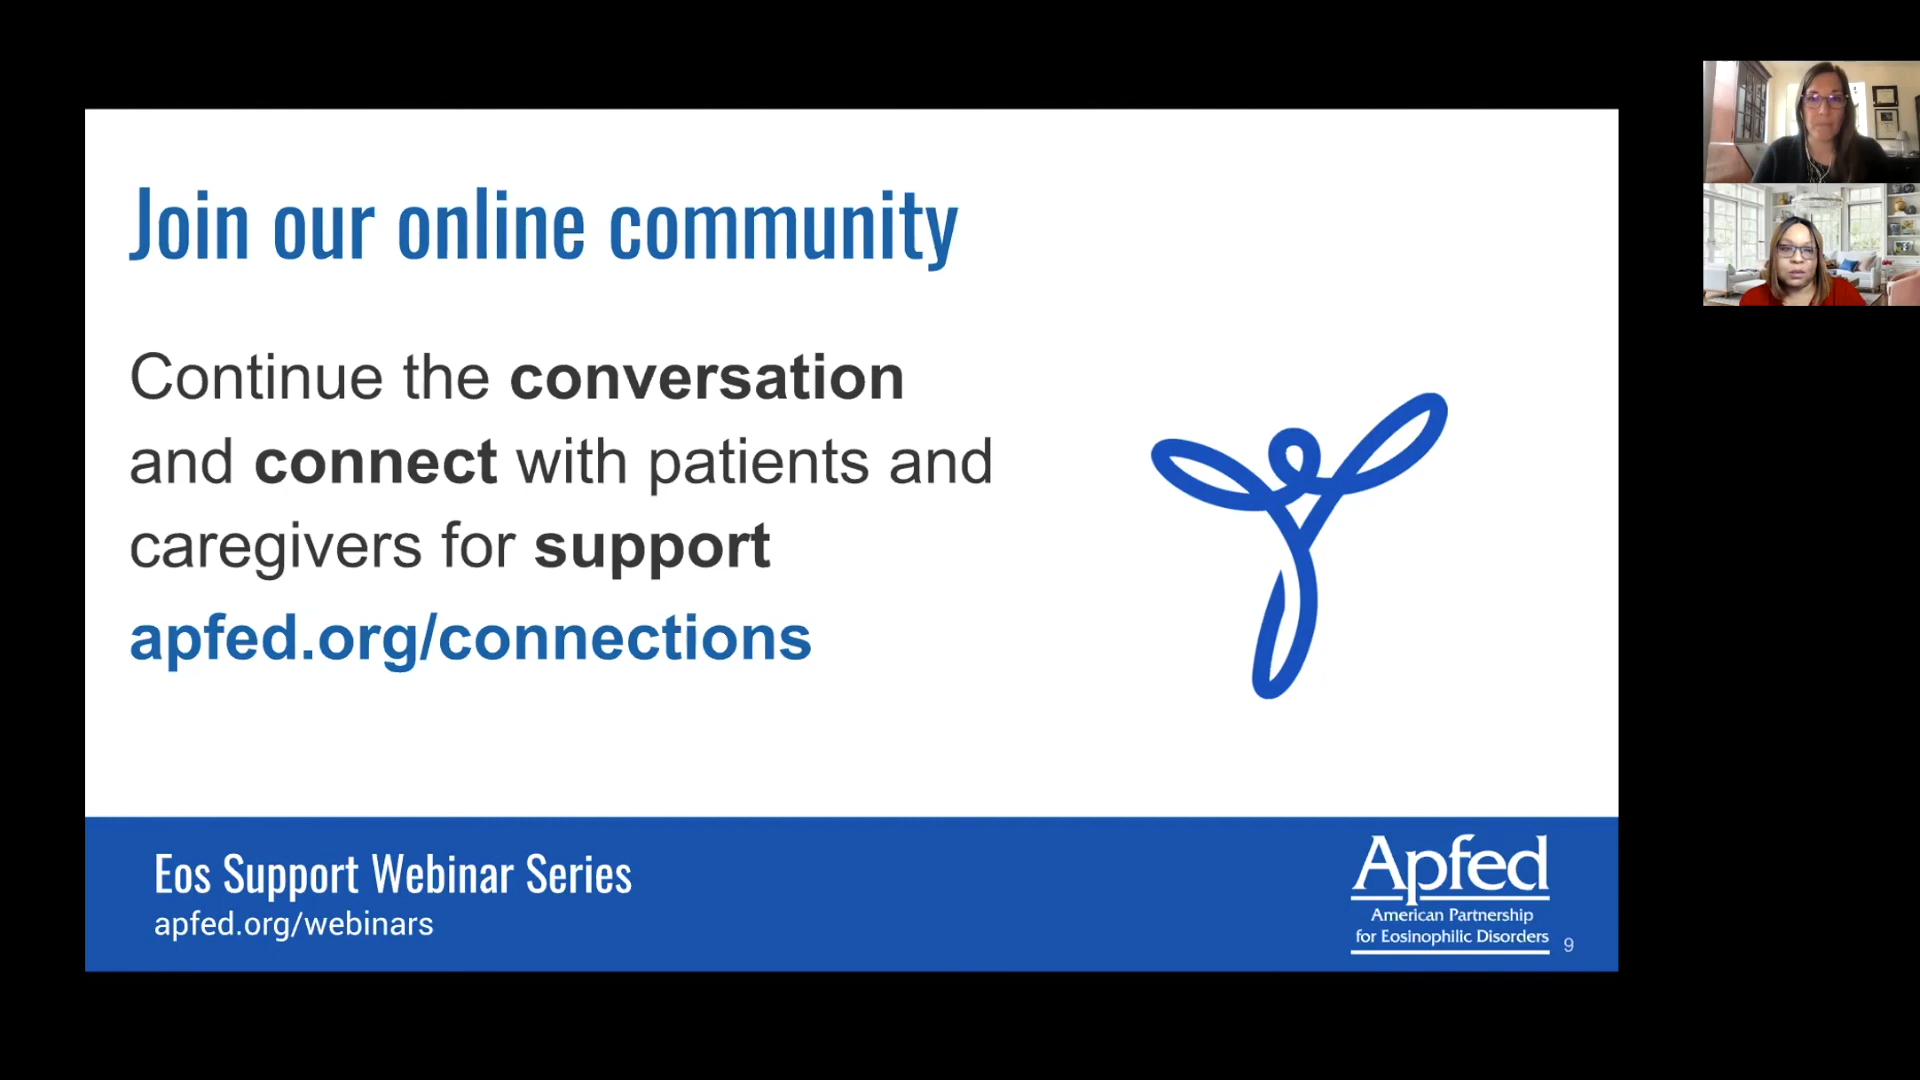 Join our online community
Continue the conversation
and connect with patients and
caregivers for support
apfed.org/connections
Eos Support Webinar Series
apfed.org/webinars
Apfed
American Partnership
for Eosinophilic Disorders
9